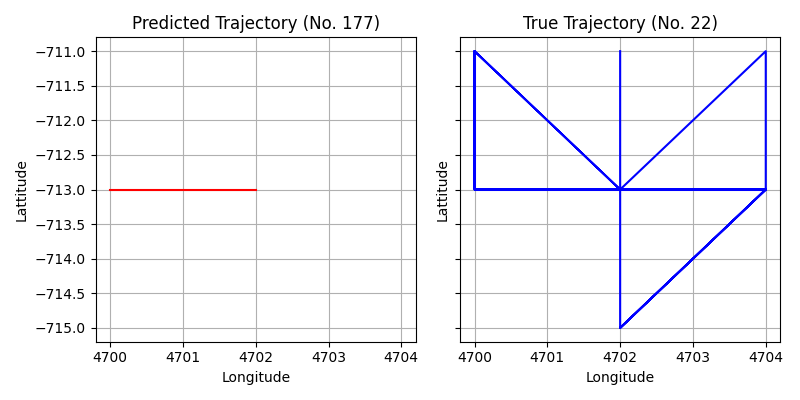 Predicted Trajectory (No. 177)
True Trajectory (No. 22)
−711.0
−711.5
−712.0
−712.5
−713.0
−713.5
−714.0
−714.5
−715.0
Lattitude
Lattitude
4700 4701 4702 4703 4704
4700 4701 4702 4703 4704
Longitude
Longitude